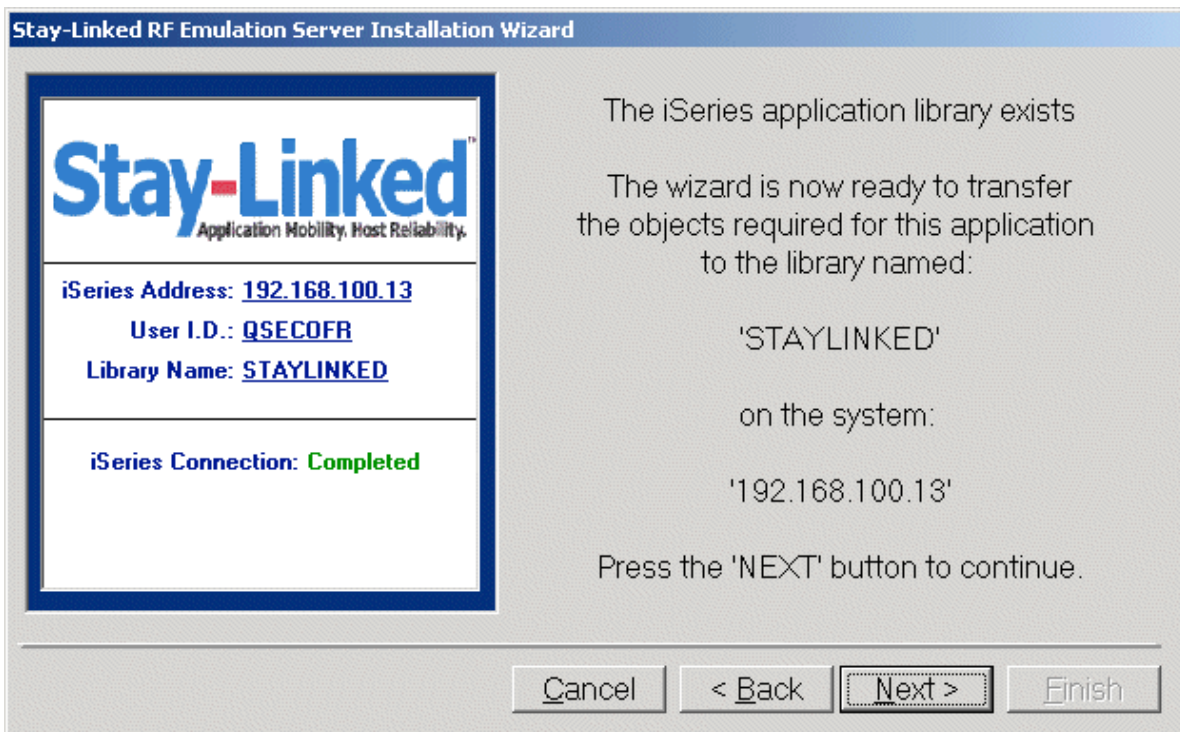 Stay-Linked RF Emulation Server Installation Wizard
Stay-Linked™
Application Mobility. Host Reliability.
iSeries Address: 192.168.100.13
User I.D.: QSECOFR
Library Name: STAYLINKED
iSeries Connection: Completed
The iSeries application library exists
The wizard is now ready to transfer
the objects required for this application
to the library named:
'STAYLINKED'
on the system:
'192.168.100.13'
Press the 'NEXT' button to continue.
Cancel
< Back
Next >
Finish